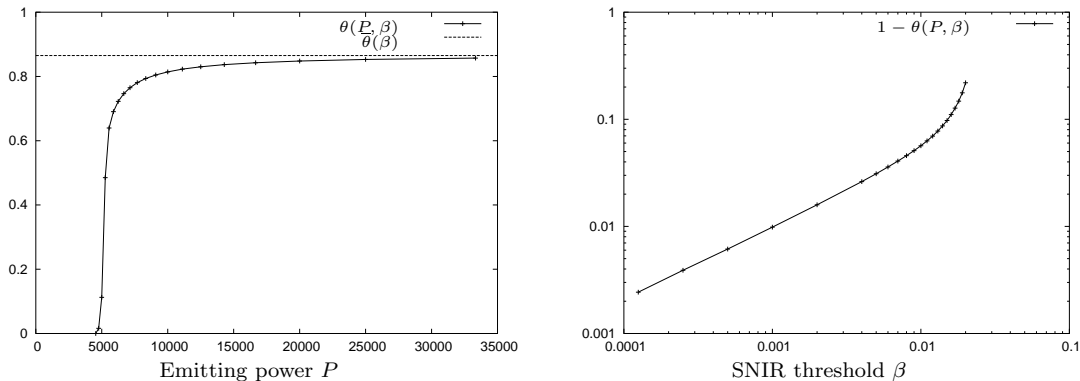 1
0.8
0.6
0.4
0.2
0
0 5000 10000 15000 20000 25000 30000 35000
θ(P, β)
θ̄(β)
Emitting power P
1
0.1
0.01
0.001
0.0001 0.001 0.01 0.1
1 − θ(P, β)
SNIR threshold β